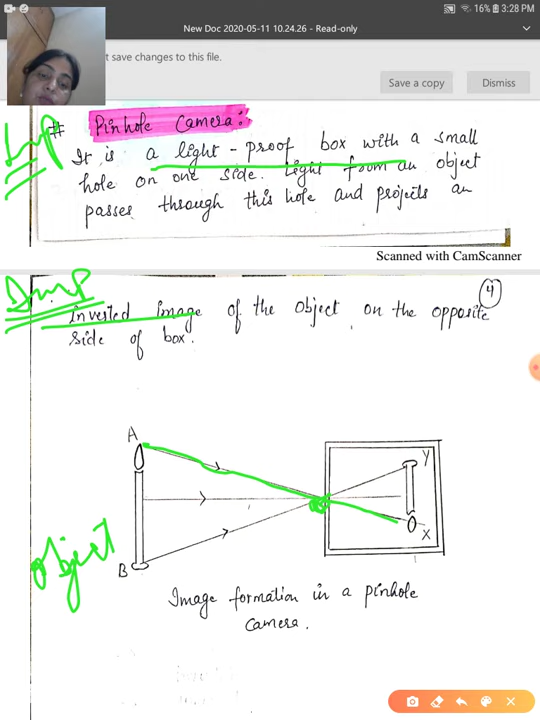 16% 3:28 PM
New Doc 2020-05-11 10.24.26 - Read-only
t save changes to this file.
Save a copy
Dismiss
Imp
# Pinhole Camera:
It is a light-proof box with a small
hole on one side. Light from an object
passes through this hole and projects an
Scanned with CamScanner
Imp
4
Inverted image of the object on the opposite
side of box.
A
Y
X
B
object
Image formation in a pinhole
camera.